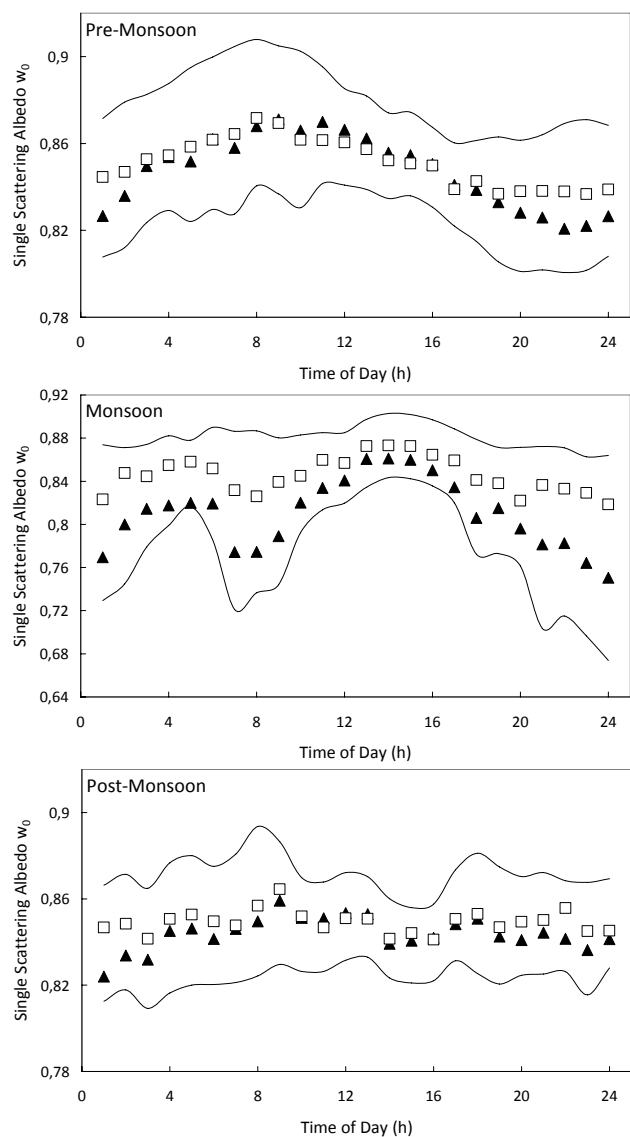 Pre-Monsoon
Single Scattering Albedo w0
0,9
0,86
0,82
0,78
0 4 8 12 16 20 24
Time of Day (h)
Monsoon
Single Scattering Albedo w0
0,92
0,88
0,84
0,8
0,76
0,72
0,68
0,64
0 4 8 12 16 20 24
Time of Day (h)
Post-Monsoon
Single Scattering Albedo w0
0,9
0,86
0,82
0,78
0 4 8 12 16 20 24
Time of Day (h)